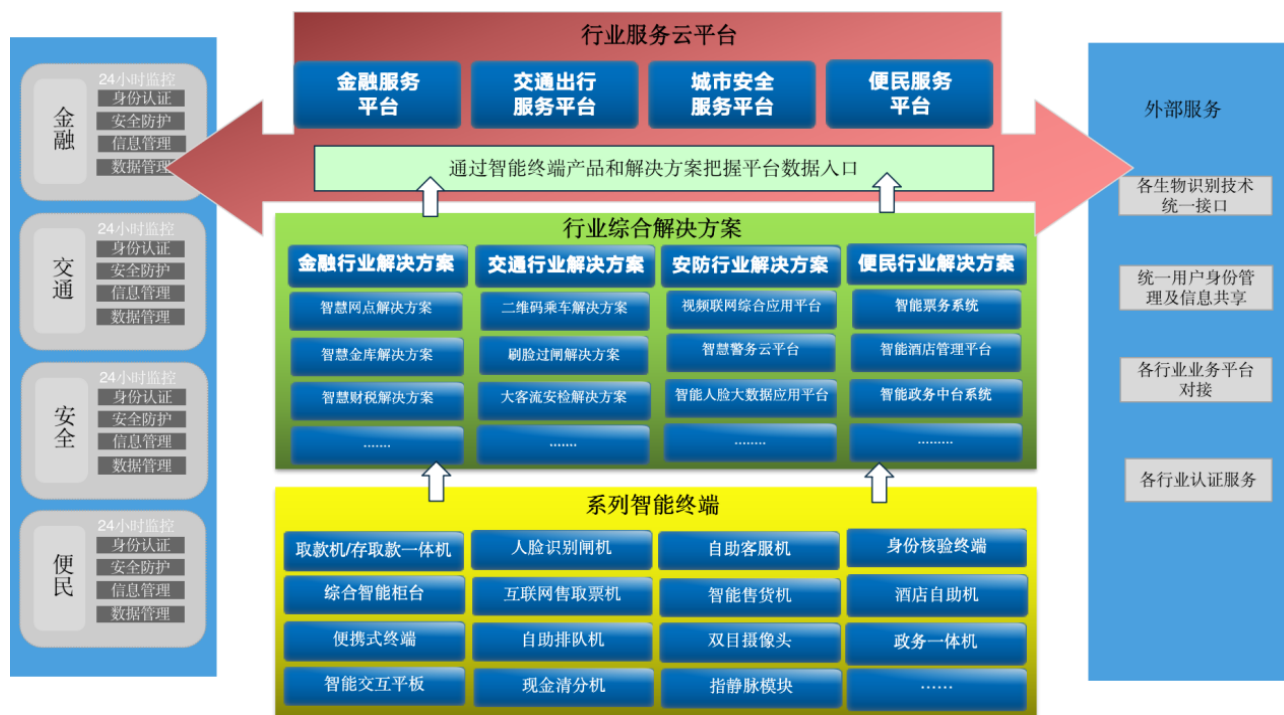 行业服务云平台
金融服务
平台
交通出行
服务平台
城市安全
服务平台
便民服务
平台
通过智能终端产品和解决方案把握平台数据入口
金融
24小时监控
身份认证
安全防护
信息管理
数据管理
交通
24小时监控
身份认证
安全防护
信息管理
数据管理
安全
24小时监控
身份认证
安全防护
信息管理
数据管理
便民
24小时监控
身份认证
安全防护
信息管理
数据管理
行业综合解决方案
金融行业解决方案
智慧网点解决方案
智慧金库解决方案
智慧财税解决方案
.......
交通行业解决方案
二维码乘车解决方案
刷脸过闸解决方案
大客流安检解决方案
.......
安防行业解决方案
视频联网综合应用平台
智慧警务云平台
智能人脸大数据应用平台
........
便民行业解决方案
智能票务系统
智能酒店管理平台
智能政务中台系统
.........
系列智能终端
取款机/存取款一体机
人脸识别闸机
自助客服机
身份核验终端
综合智能柜台
互联网售取票机
智能售货机
酒店自助机
便携式终端
自助排队机
双目摄像头
政务一体机
智能交互平板
现金清分机
指静脉模块
......
外部服务
各生物识别技术
统一接口
统一用户身份管
理及信息共享
各行业业务平台
对接
各行业认证服务